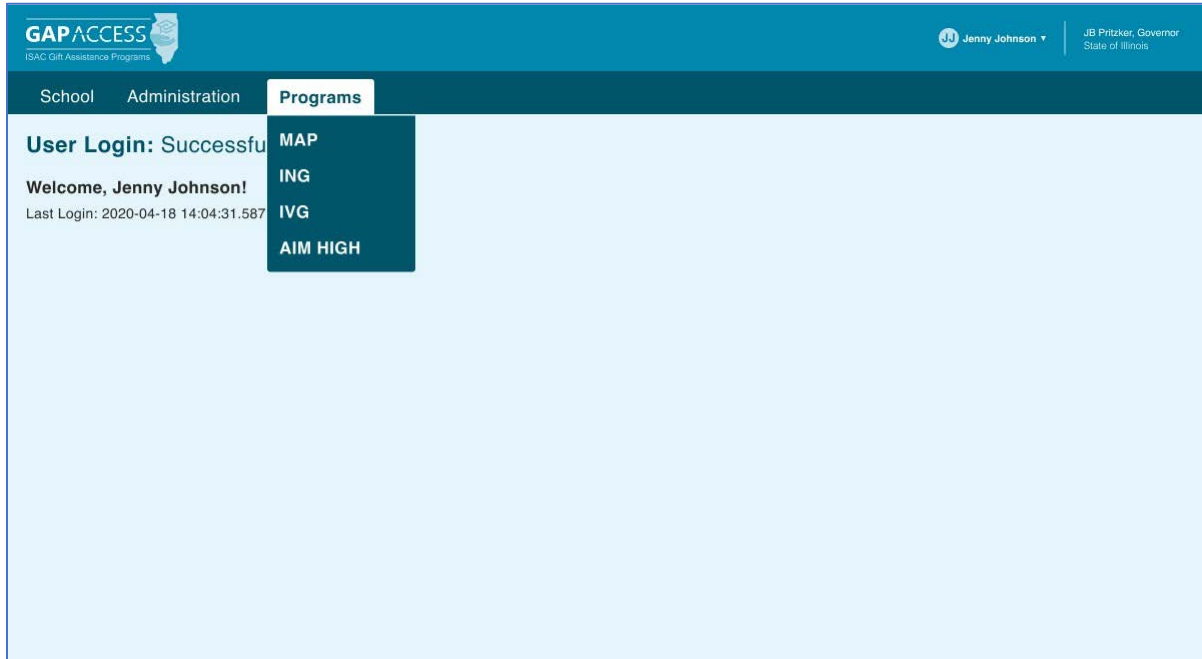 GAPACCESS
ISAC Gift Assistance Programs
JJ Jenny Johnson ▾
JB Pritzker, Governor
State of Illinois
School Administration Programs
User Login: Successfu
Welcome, Jenny Johnson!
Last Login: 2020-04-18 14:04:31.587
MAP
ING
IVG
AIM HIGH